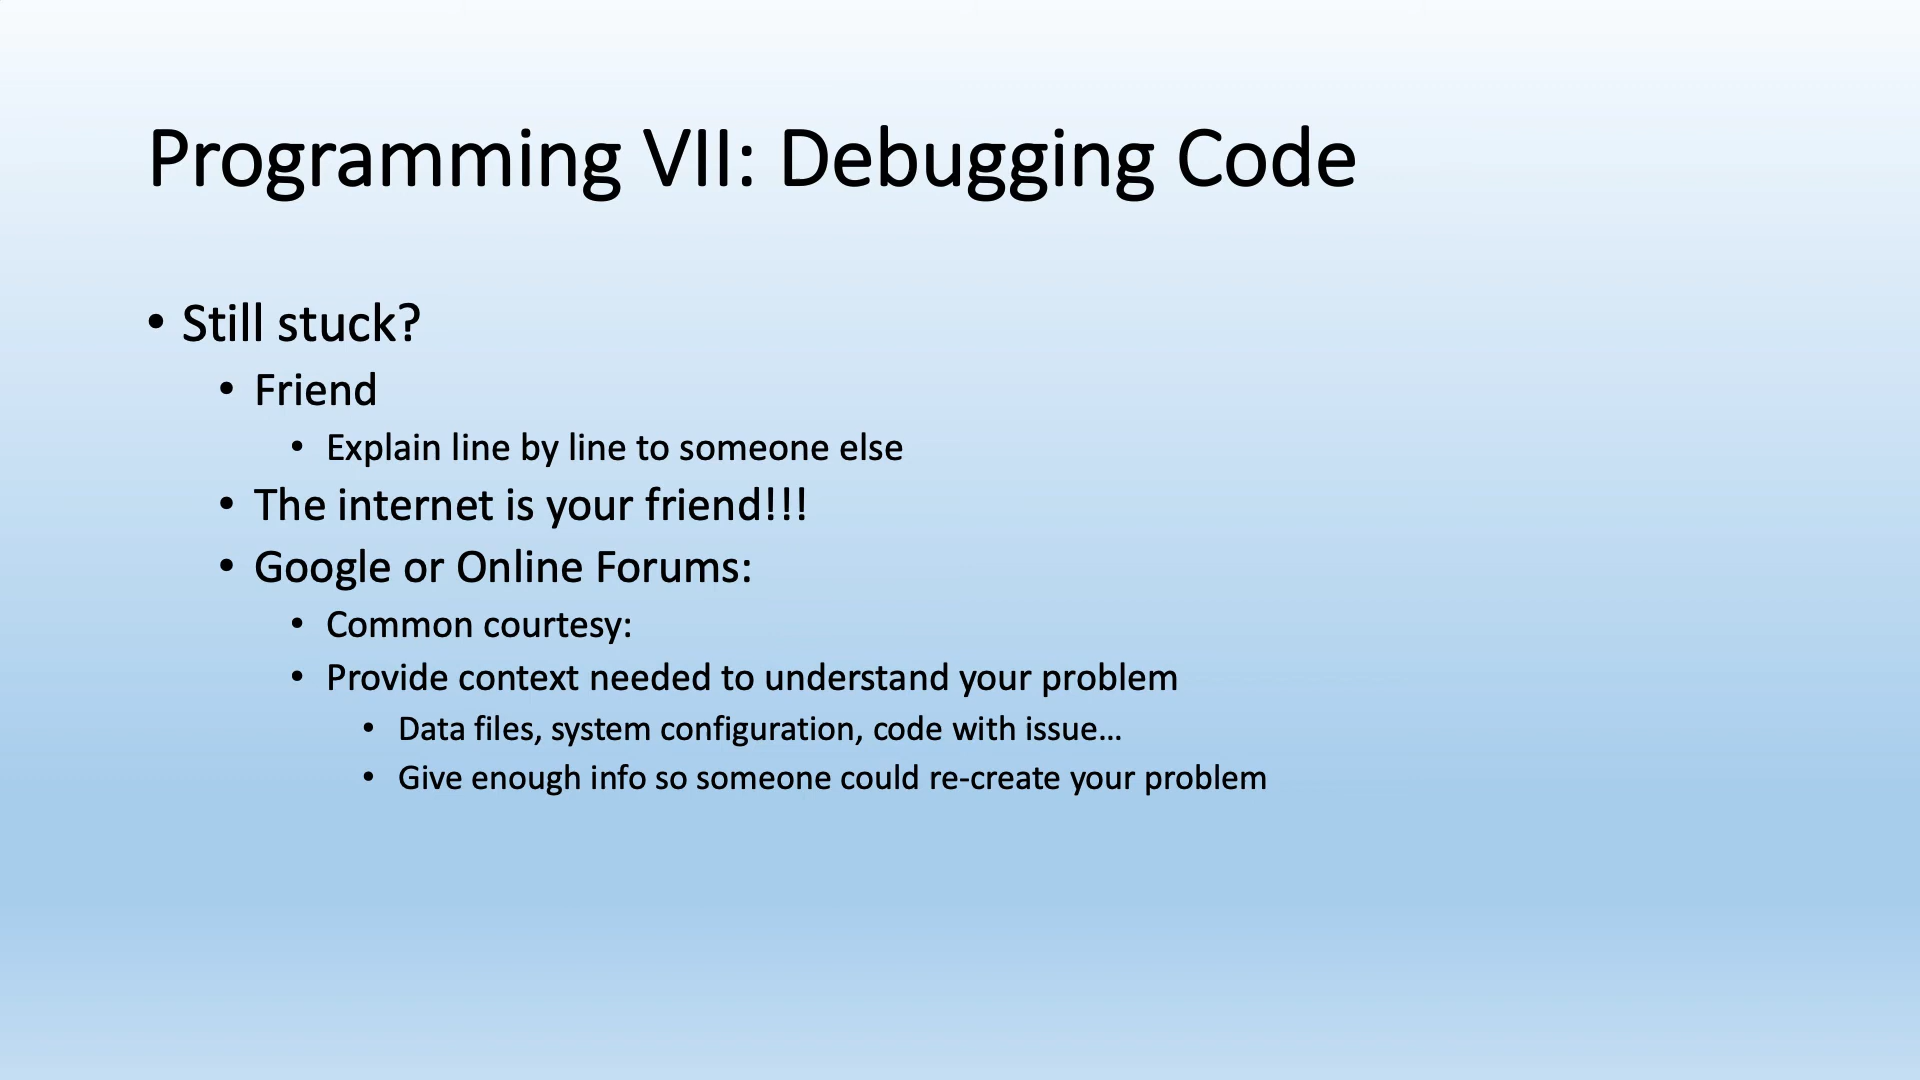 Programming VII: Debugging Code
• Still stuck?
• Friend
• Explain line by line to someone else
• The internet is your friend!!!
• Google or Online Forums:
• Common courtesy:
• Provide context needed to understand your problem
• Data files, system configuration, code with issue…
• Give enough info so someone could re-create your problem